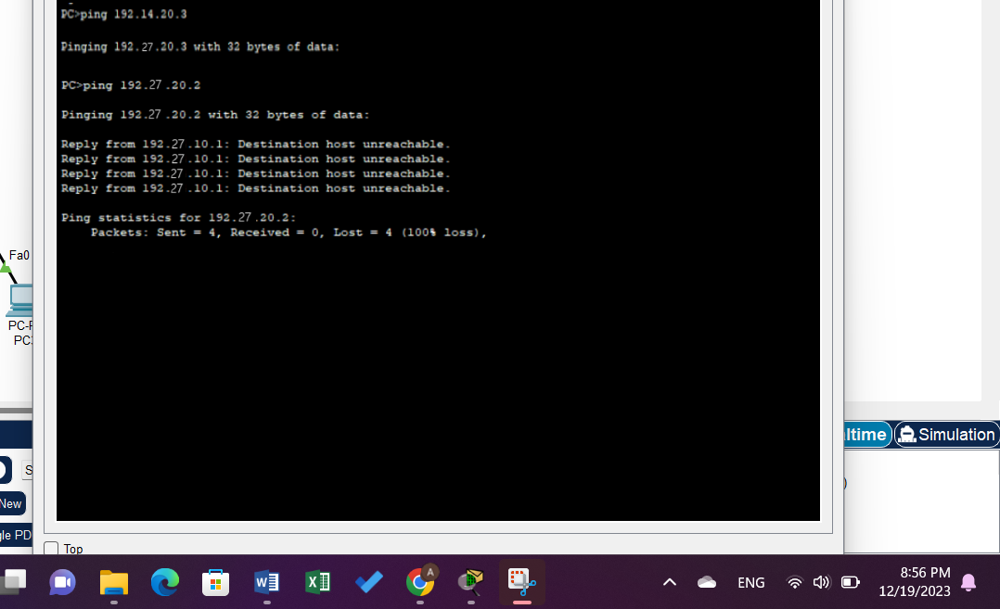 PC>ping 192.14.20.3
Pinging 192.27.20.3 with 32 bytes of data:
PC>ping 192.27.20.2
Pinging 192.27.20.2 with 32 bytes of data:
Reply from 192.27.10.1: Destination host unreachable.
Reply from 192.27.10.1: Destination host unreachable.
Reply from 192.27.10.1: Destination host unreachable.
Reply from 192.27.10.1: Destination host unreachable.
Ping statistics for 192.27.20.2:
Packets: Sent = 4, Received = 0, Lost = 4 (100% loss),
Fa0
PC-
PC
ltime
Simulation
S
)
New
le PD
Top
ENG
A
8:56 PM
12/19/2023